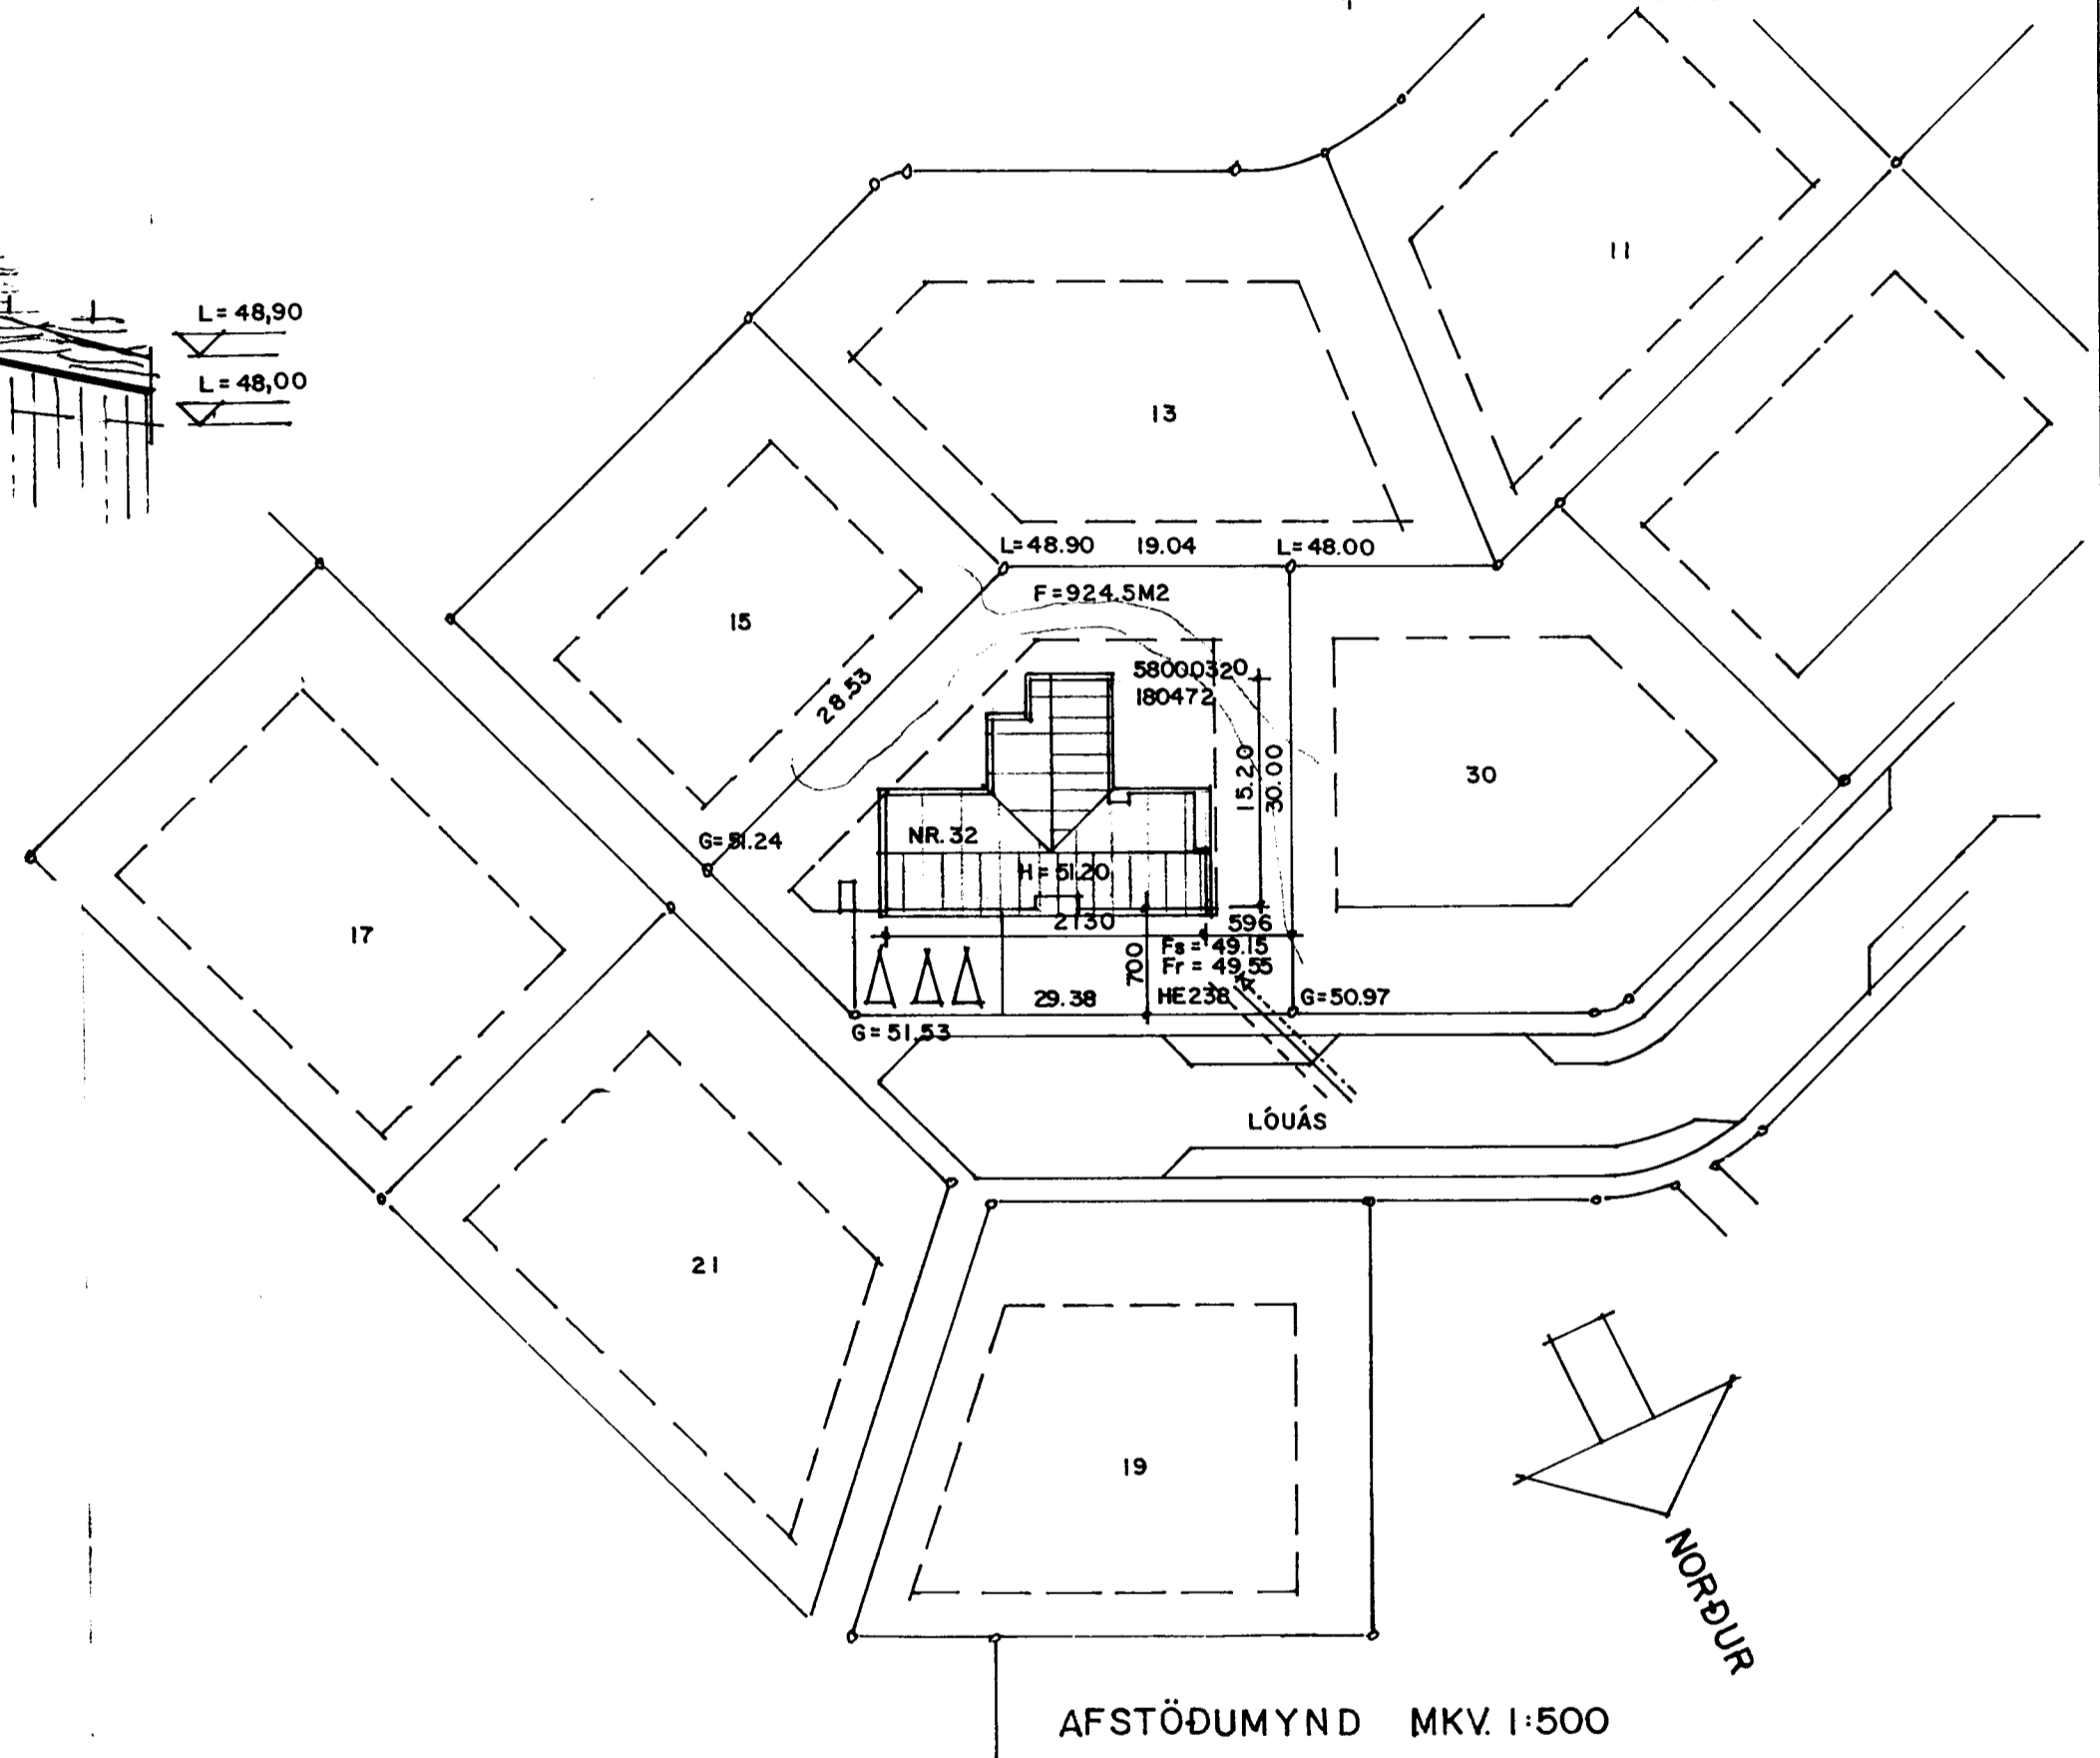 L = 48,90
L = 48,00
11
13
L=48.90 19.04 L=48.00
F=924.5M2
15
28.53
58000320
180472
15.20
30.00
30
NR. 32
G=51.24
H=51.20
17
2130
596
Fs = 49.15
Fr = 49.55
700
29.38
HE238
G=50.97
G=51.53
LÓUÁS
21
19
NORÐUR
AFSTÖÐUMYND MKV. 1:500